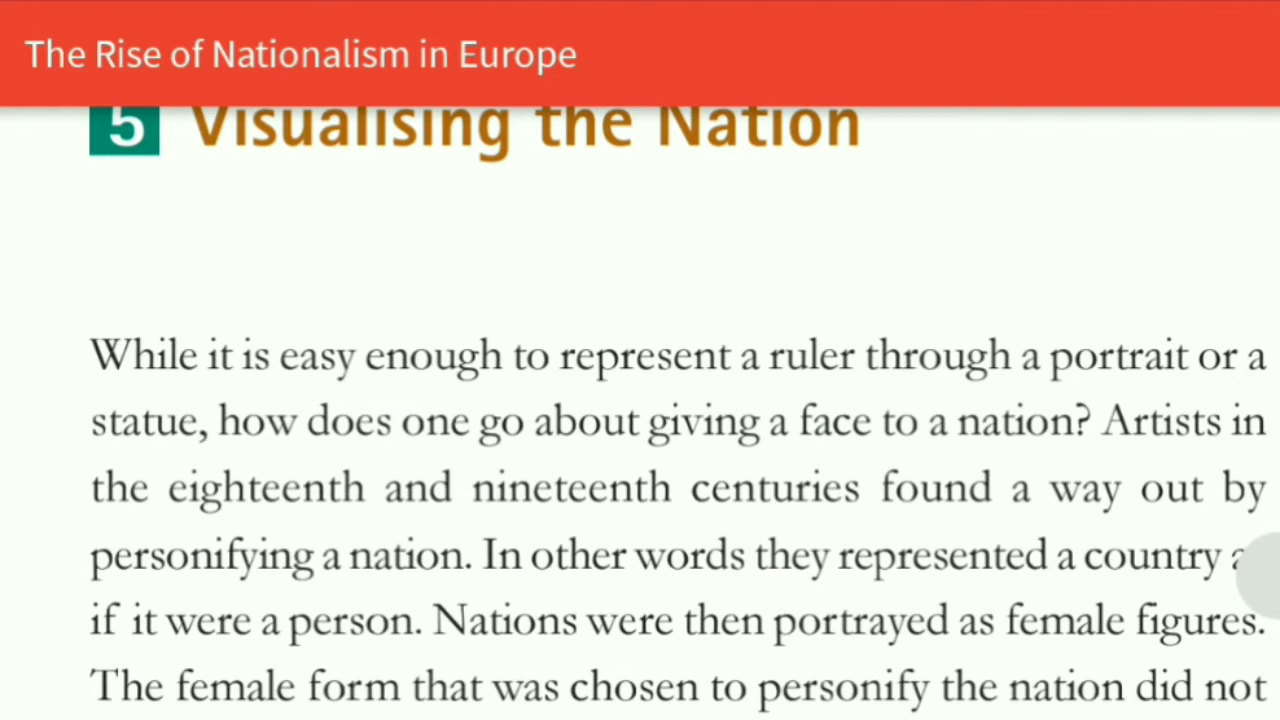 The Rise of Nationalism in Europe
5 Visualising the Nation
While it is easy enough to represent a ruler through a portrait or a
statue, how does one go about giving a face to a nation? Artists in
the eighteenth and nineteenth centuries found a way out by
personifying a nation. In other words they represented a country
if it were a person. Nations were then portrayed as female figures.
The female form that was chosen to personify the nation did not